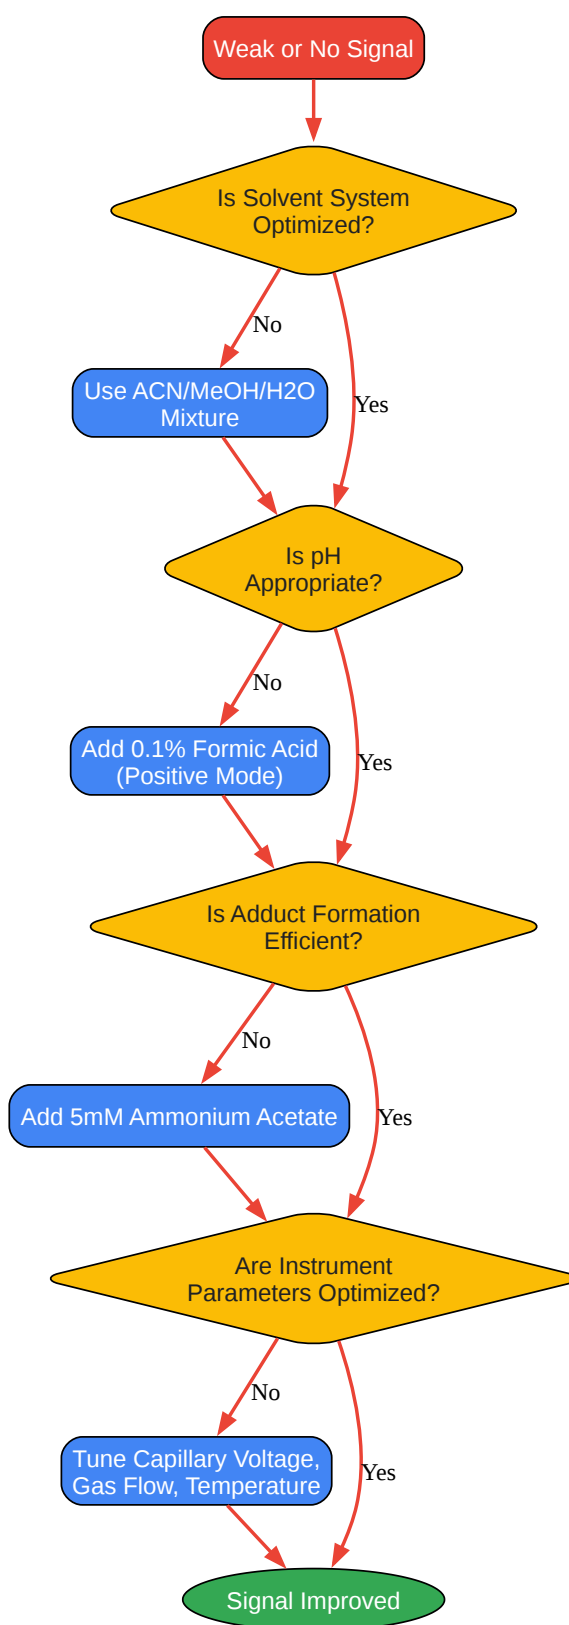 Weak or No Signal
Is Solvent System
Optimized?
No
Yes
Use ACN/MeOH/H2O
Mixture
Is pH
Appropriate?
No
Yes
Add 0.1% Formic Acid
(Positive Mode)
Is Adduct Formation
Efficient?
No
Yes
Add 5mM Ammonium Acetate
Are Instrument
Parameters Optimized?
No
Yes
Tune Capillary Voltage,
Gas Flow, Temperature
Signal Improved